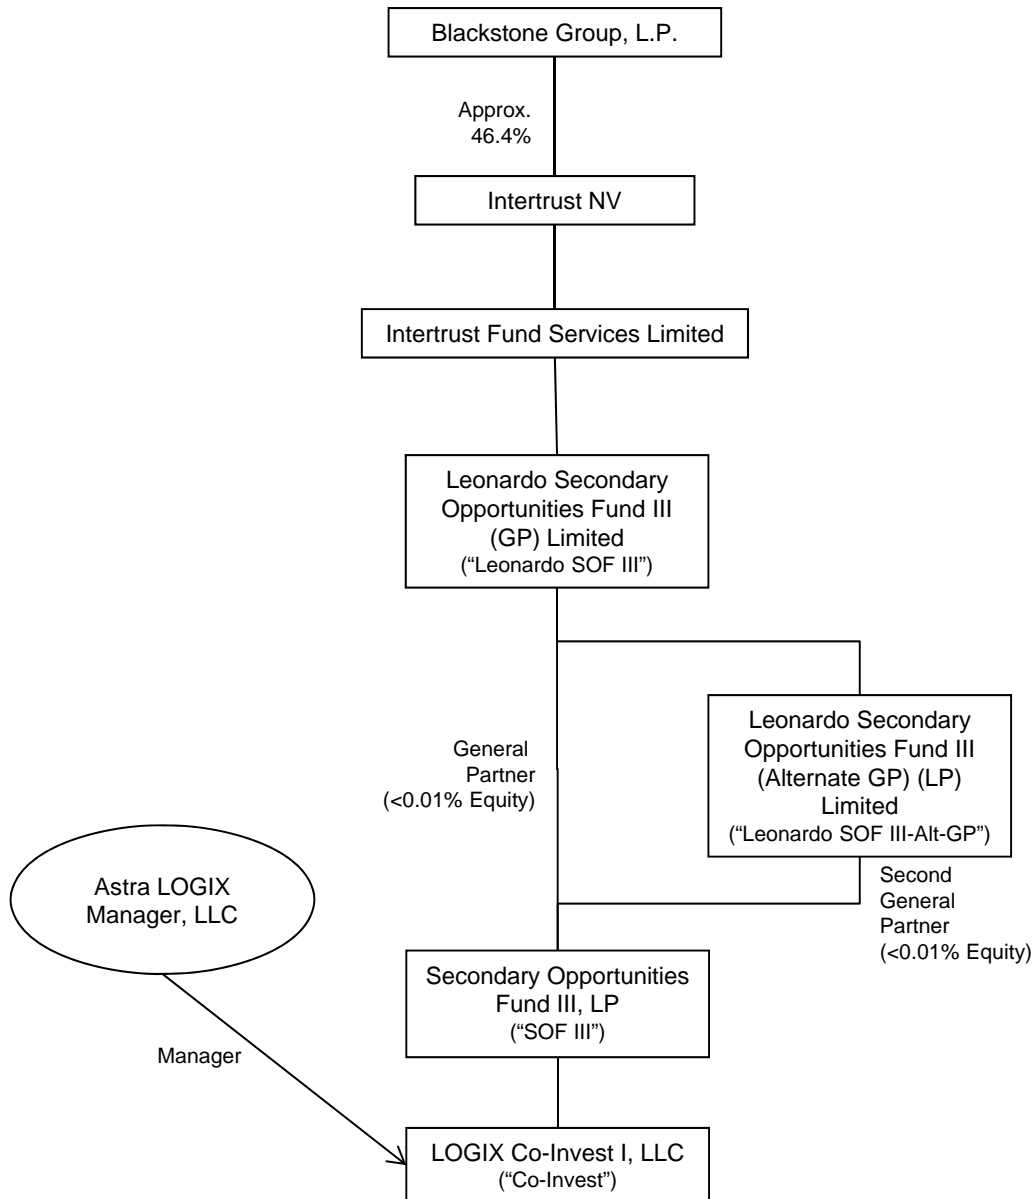 Blackstone Group, L.P.
Approx.
46.4%
Intertrust NV
Intertrust Fund Services Limited
Leonardo Secondary
Opportunities Fund III
(GP) Limited
(“Leonardo SOF III”)
General
Partner
(<0.01% Equity)
Leonardo Secondary
Opportunities Fund III
(Alternate GP) (LP)
Limited
(“Leonardo SOF III-Alt-GP”)
Second
General
Partner
(<0.01% Equity)
Astra LOGIX
Manager, LLC
Secondary Opportunities
Fund III, LP
(“SOF III”)
Manager
LOGIX Co-Invest I, LLC
(“Co-Invest”)